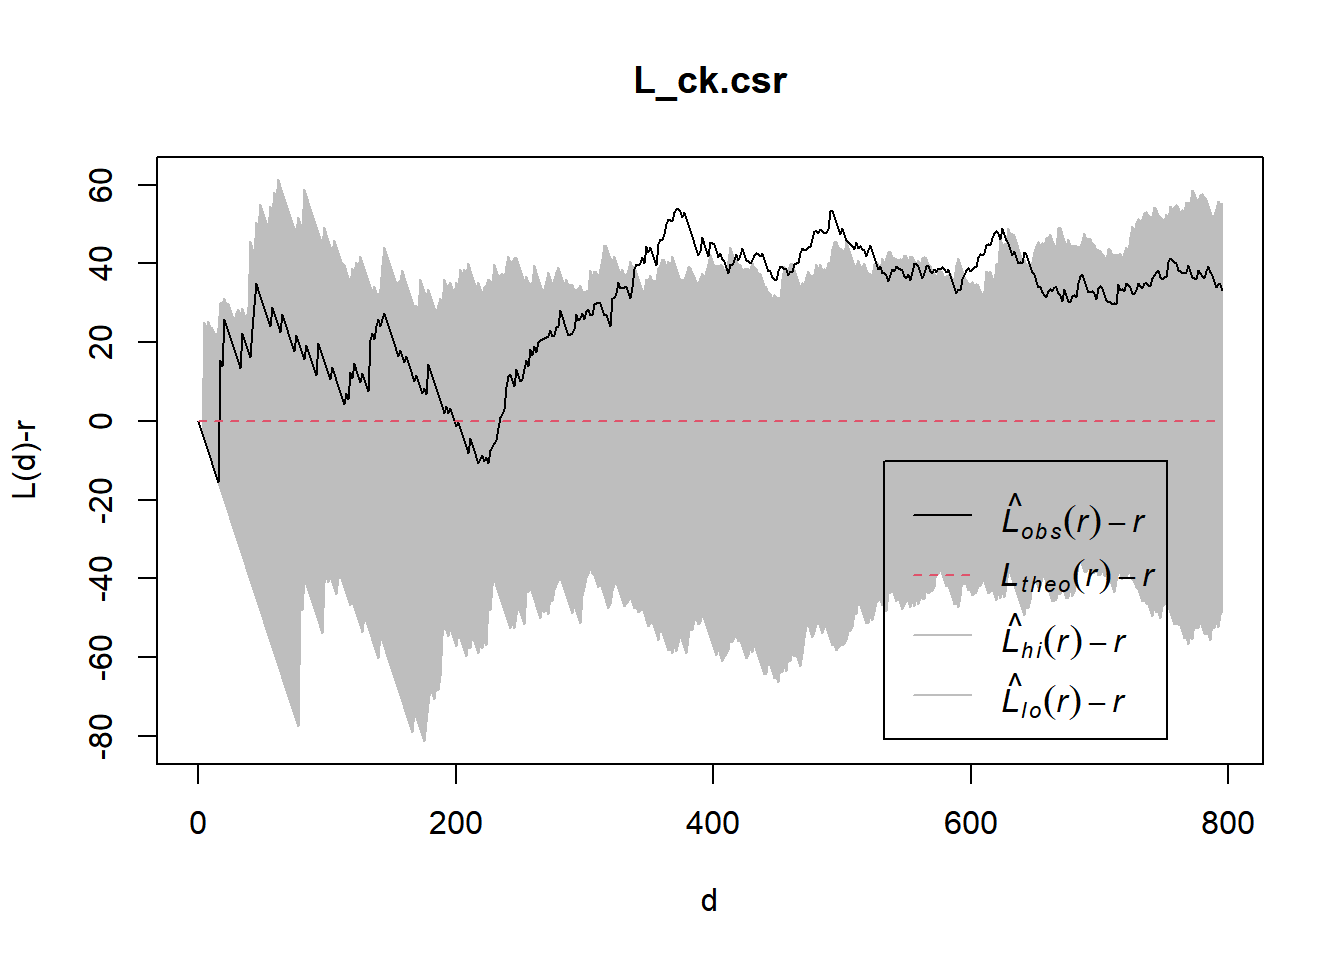 L_ck.csr
L(d)-r
60
40
20
0
-20
-40
-60
-80
L̂obs(r) − r
Ltheo(r) − r
L̂hi(r) − r
L̂lo(r) − r
0 200 400 600 800
d